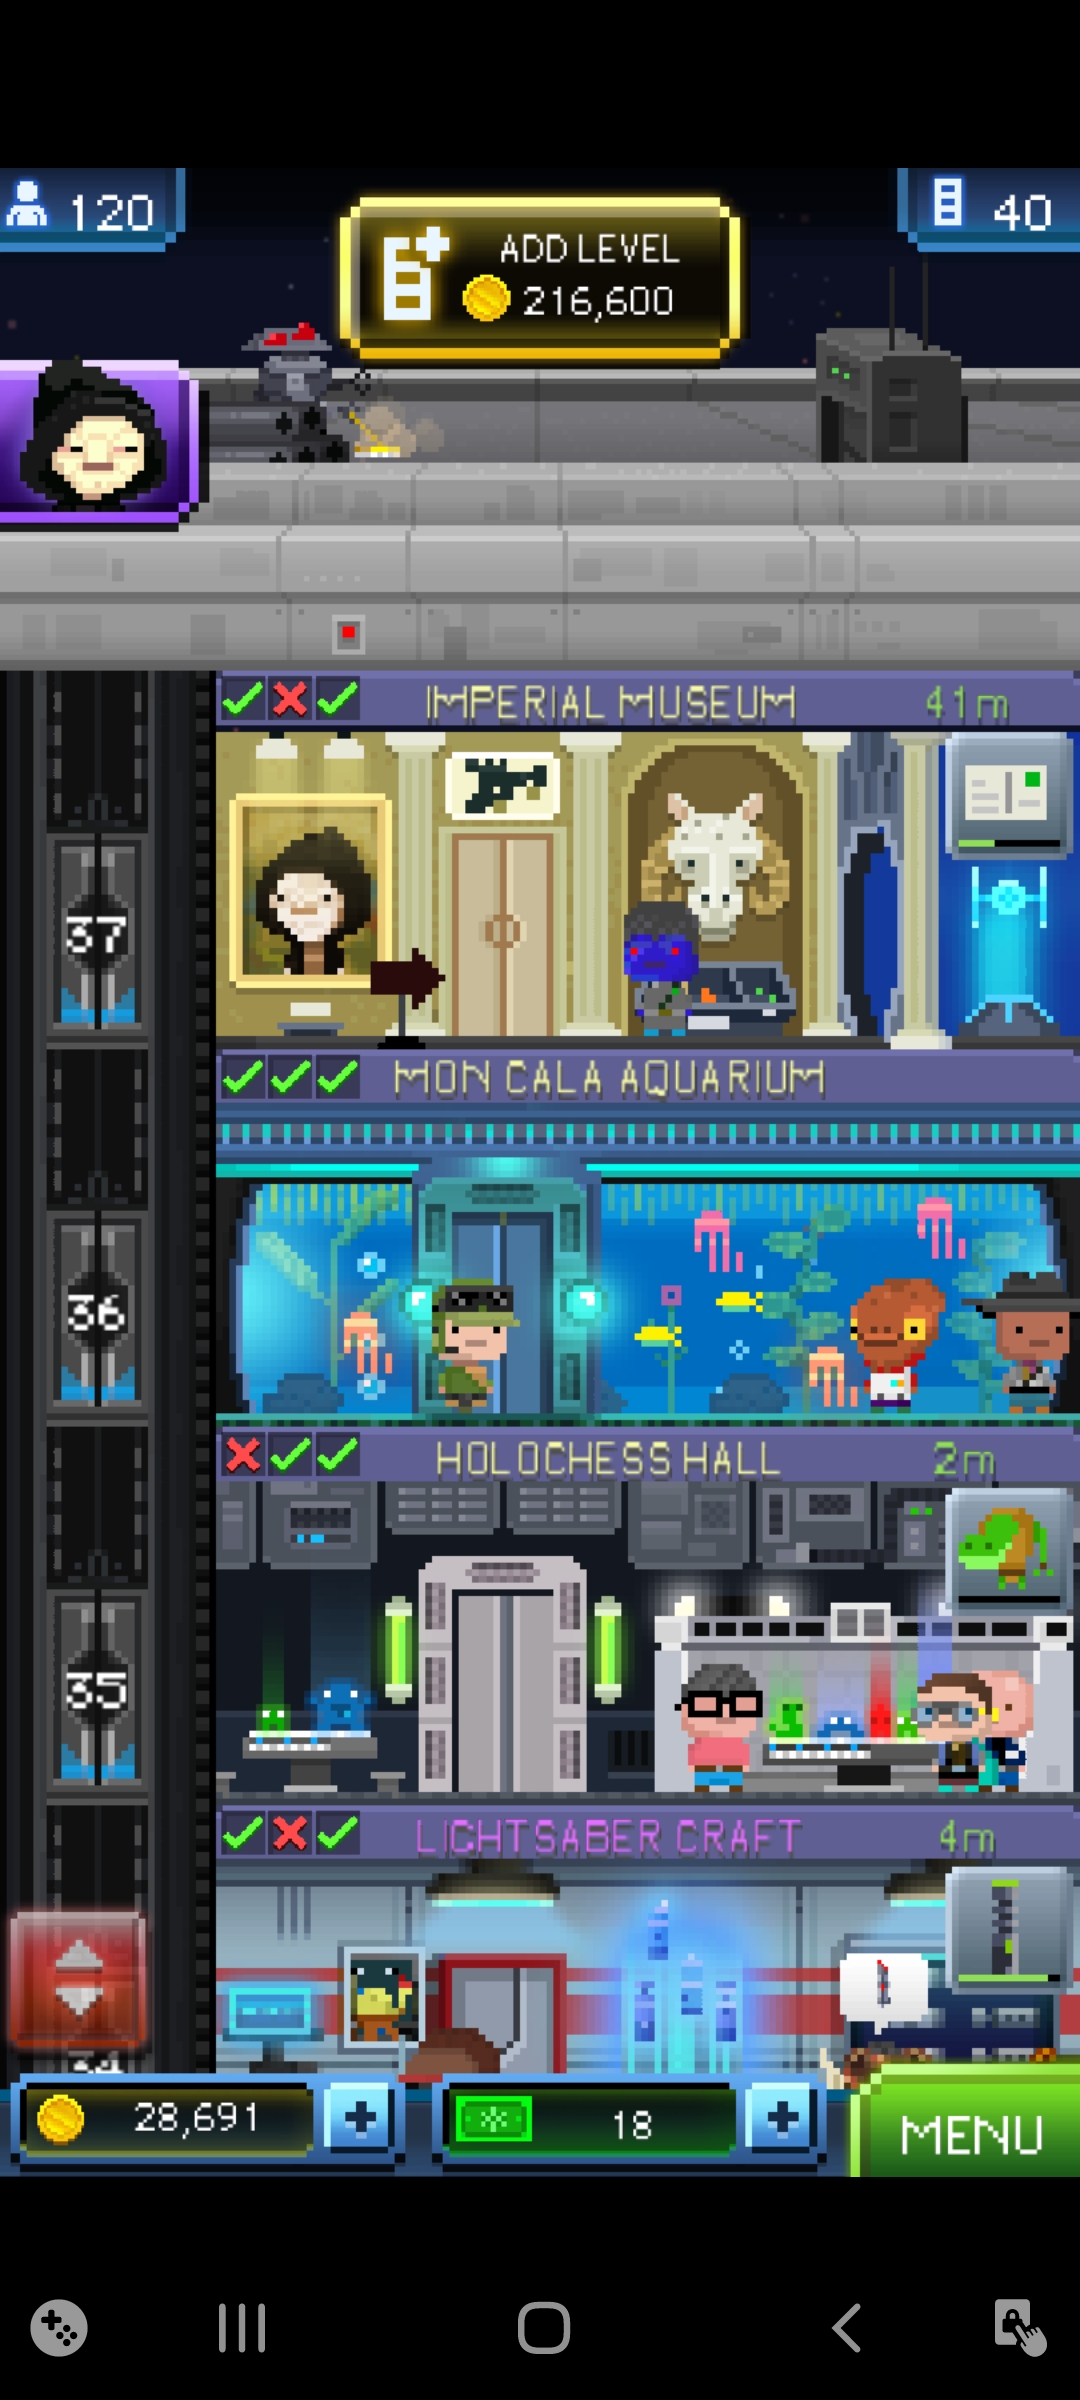 120
ADD LEVEL
216,600
40
IMPERIAL MUSEUM
41m
37
MON CALA AQUARIUM
36
HOLOCHESS HALL
2m
35
LIGHTSABER CRAFT
4m
28,691
18
MENU